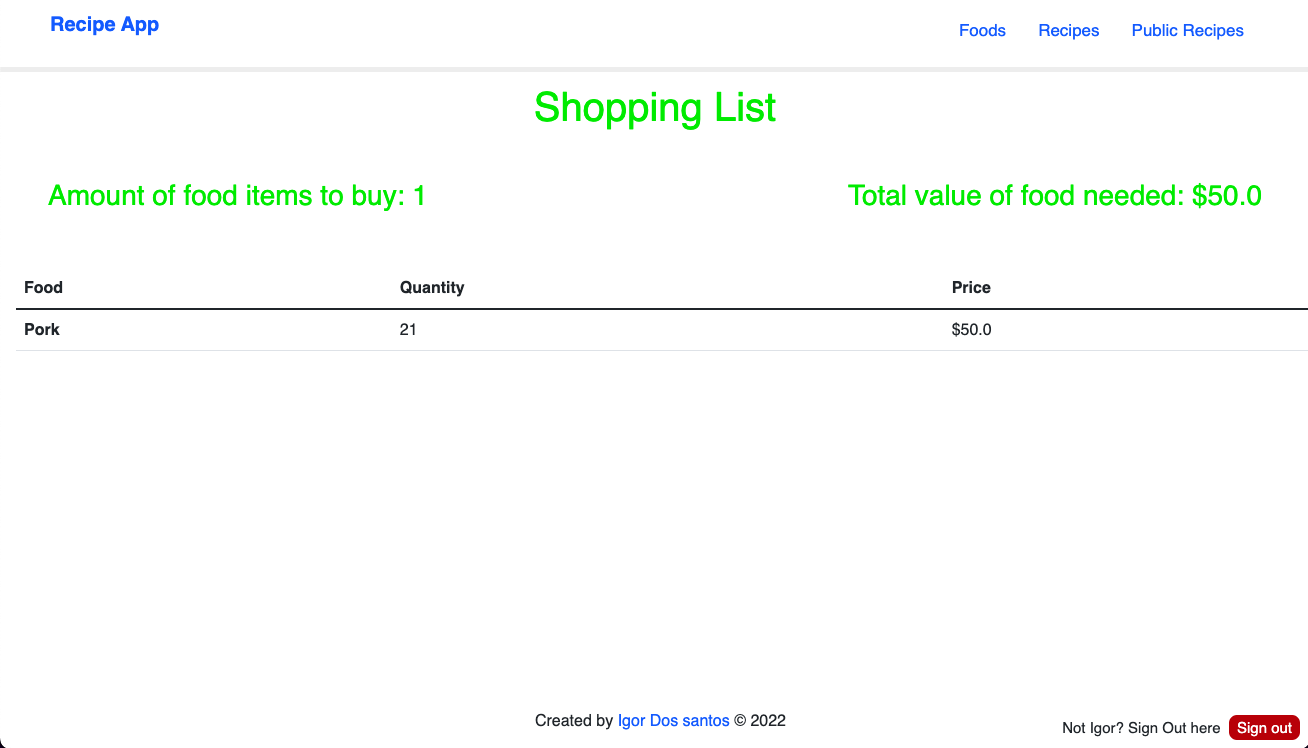 Recipe App
Foods Recipes Public Recipes
Shopping List
Amount of food items to buy: 1
Total value of food needed: $50.0
Food Quantity Price
Pork 21 $50.0
Created by Igor Dos santos © 2022
Not Igor? Sign Out here Sign out